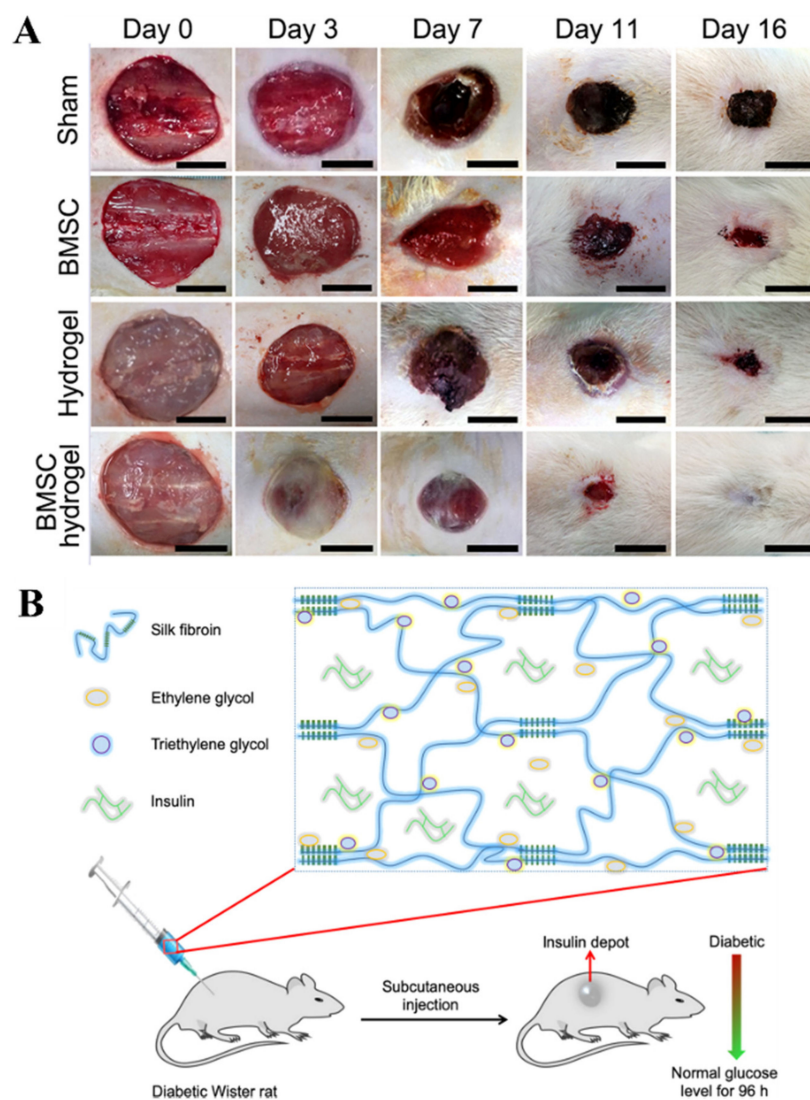 A
Day 0 Day 3 Day 7 Day 11 Day 16
Sham
BMSC
Hydrogel
BMSC
hydrogel
B
Silk fibroin
Ethylene glycol
Triethylene glycol
Insulin
Subcutaneous
injection
Insulin depot
Diabetic
Normal glucose
level for 96 h
Diabetic Wister rat